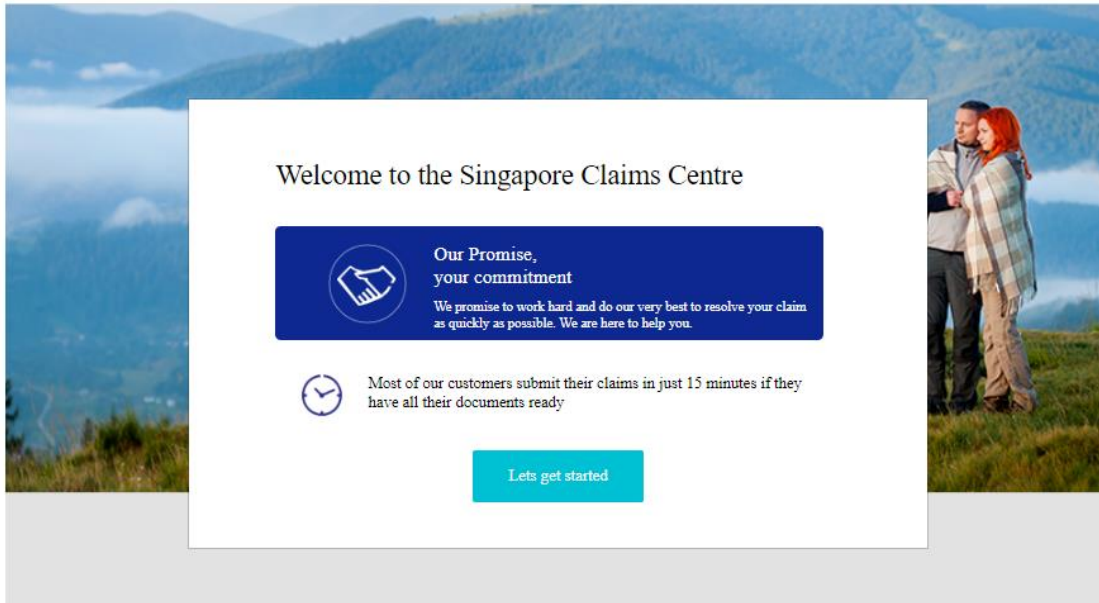 Welcome to the Singapore Claims Centre
Our Promise,
your commitment
We promise to work hard and do our very best to resolve your claim
as quickly as possible. We are here to help you.
Most of our customers submit their claims in just 15 minutes if they
have all their documents ready
Lets get started